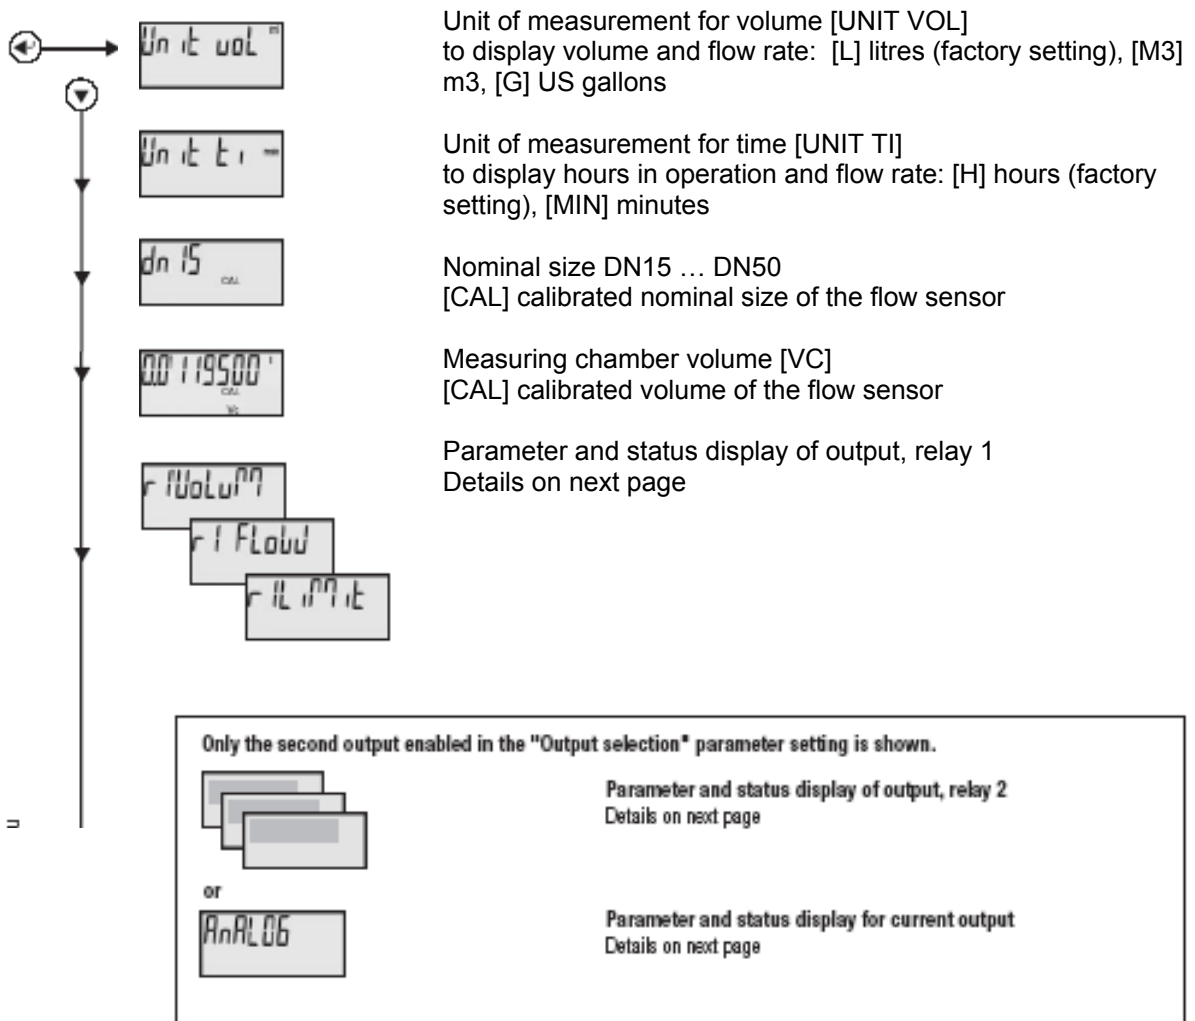 Unit voL m
Unit of measurement for volume [UNIT VOL]
to display volume and flow rate:  [L] litres (factory setting), [M3]
m3, [G] US gallons
Unit ti
Unit of measurement for time [UNIT TI]
to display hours in operation and flow rate: [H] hours (factory
setting), [MIN] minutes
dn 15
CAL
Nominal size DN15 … DN50
[CAL] calibrated nominal size of the flow sensor
0.0119500
CAL
Vc
Measuring chamber volume [VC]
[CAL] calibrated volume of the flow sensor
Parameter and status display of output, relay 1
Details on next page
r1VoLuM
r1 FLoW
r1LiMit
Only the second output enabled in the "Output selection" parameter setting is shown.
Parameter and status display of output, relay 2
Details on next page
or
AnALOG
Parameter and status display for current output
Details on next page